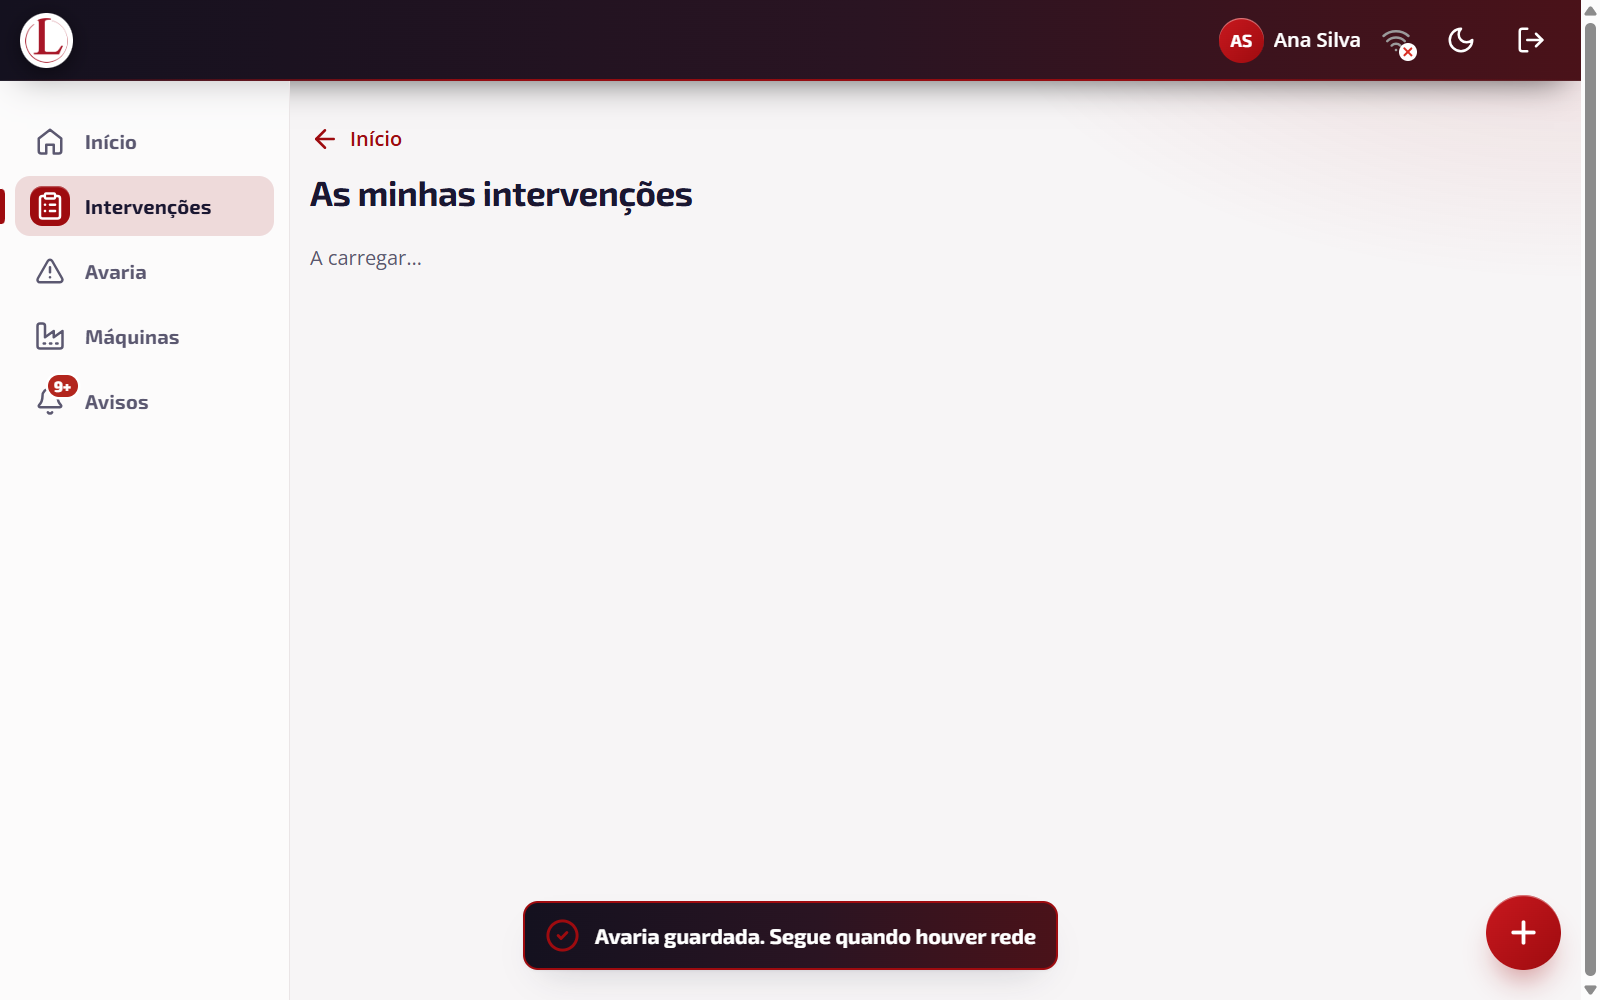 L
AS
Ana Silva
Início
Intervenções
Avaria
Máquinas
9+
Avisos
Início
As minhas intervenções
A carregar...
Avaria guardada. Segue quando houver rede